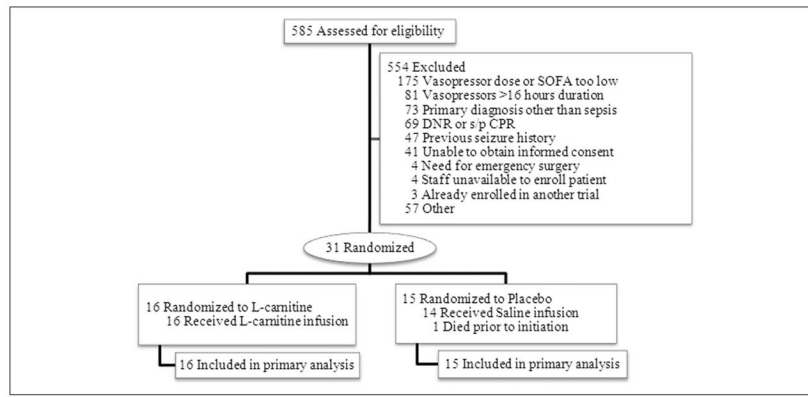 585 Assessed for eligibility
554 Excluded
175 Vasopressor dose or SOFA too low
81 Vasopressors >16 hours duration
73 Primary diagnosis other than sepsis
69 DNR or s/p CPR
47 Previous seizure history
41 Unable to obtain informed consent
4 Need for emergency surgery
4 Staff unavailable to enroll patient
3 Already enrolled in another trial
57 Other
31 Randomized
16 Randomized to L-carnitine
16 Received L-carnitine infusion
15 Randomized to Placebo
14 Received Saline infusion
1 Died prior to initiation
16 Included in primary analysis
15 Included in primary analysis